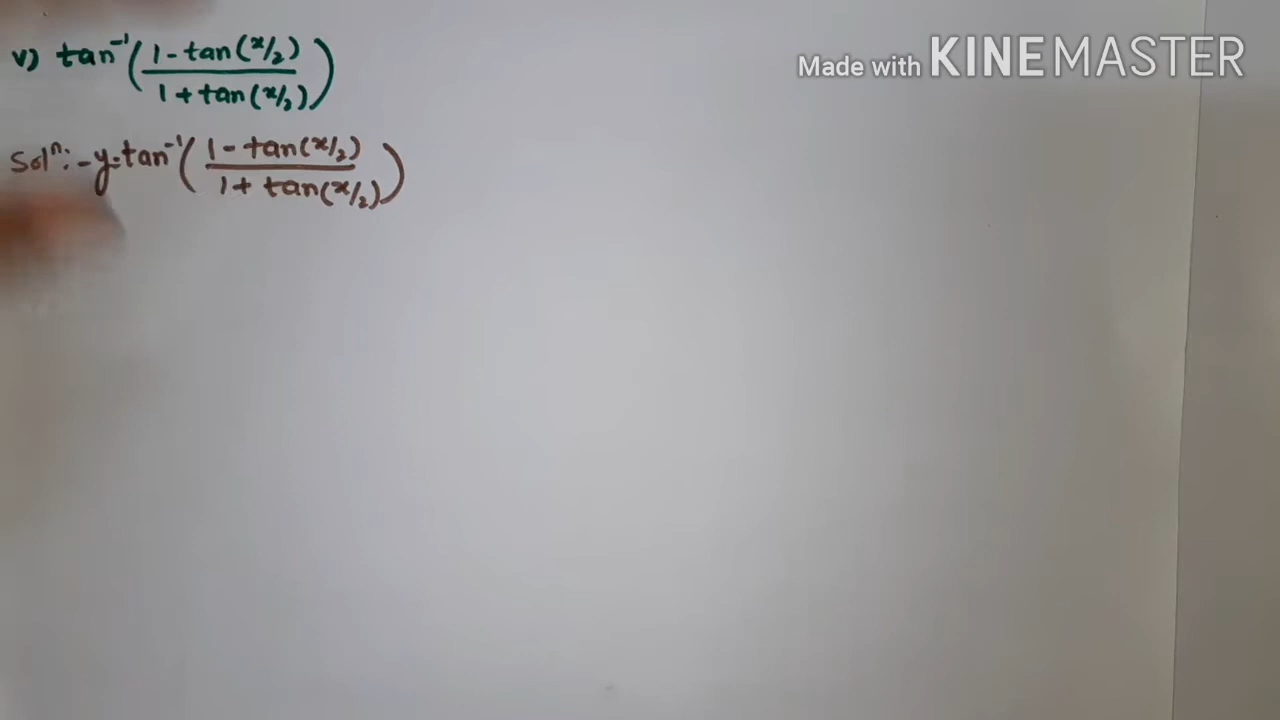 v) tan⁻¹ ( 1 - tan(x/2) / 1 + tan(x/2) )
Made with KINEMASTER
Solⁿ:- y = tan⁻¹ ( 1 - tan(x/2) / 1 + tan(x/2) )